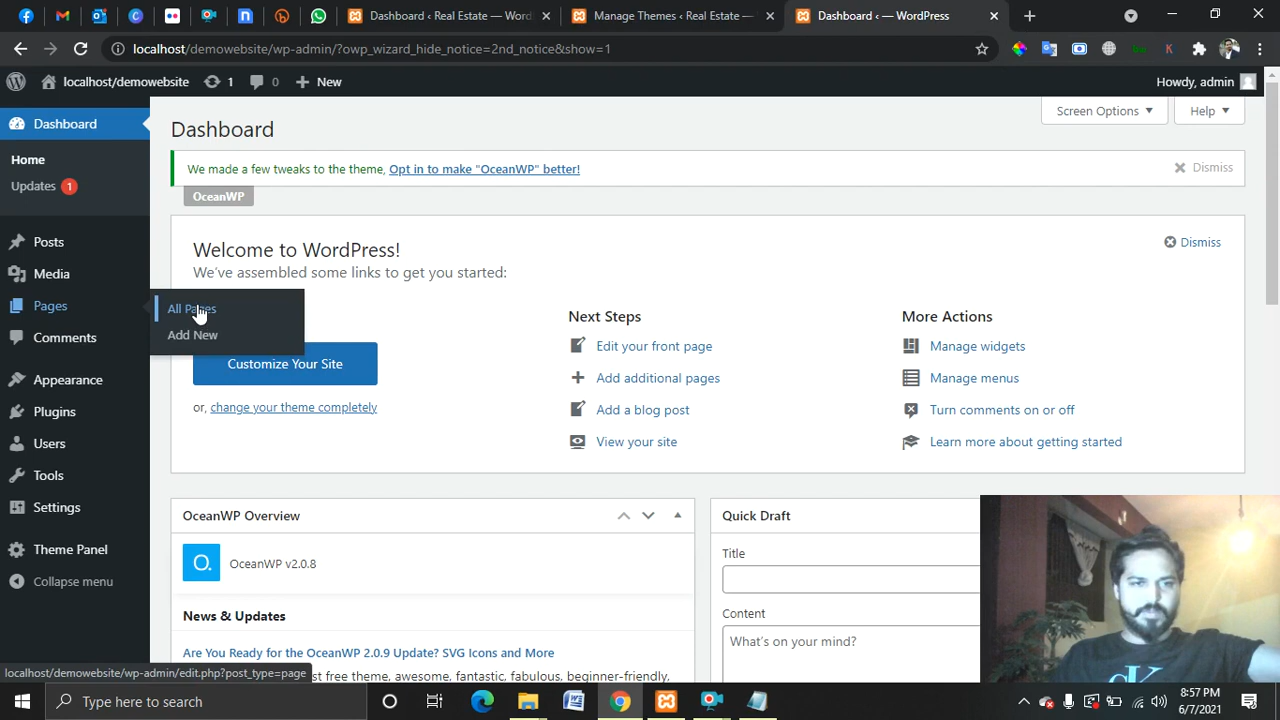 Dashboard ‹ Real Estate — Word
Manage Themes ‹ Real Estate —
Dashboard ‹ — WordPress
localhost/demowebsite/wp-admin/?owp_wizard_hide_notice=2nd_notice&show=1
localhost/demowebsite
1
0
New
Howdy, admin
Dashboard
Home
Updates 1
Posts
Media
Pages
Comments
Appearance
Plugins
Users
Tools
Settings
Theme Panel
Collapse menu
All Pages
Add New
Screen Options
Help
Dashboard
We made a few tweaks to the theme, Opt in to make "OceanWP" better!
Dismiss
OceanWP
Welcome to WordPress!
We've assembled some links to get you started:
Dismiss
Customize Your Site
or, change your theme completely
Next Steps
Edit your front page
Add additional pages
Add a blog post
View your site
More Actions
Manage widgets
Manage menus
Turn comments on or off
Learn more about getting started
OceanWP Overview
O.
OceanWP v2.0.8
News & Updates
Are You Ready for the OceanWP 2.0.9 Update? SVG Icons and More
st free theme, awesome, fantastic, fabulous, beginner-friendly,
Quick Draft
Title
Content
What's on your mind?
localhost/demowebsite/wp-admin/edit.php?post_type=page
Type here to search
8:57 PM
6/7/2021